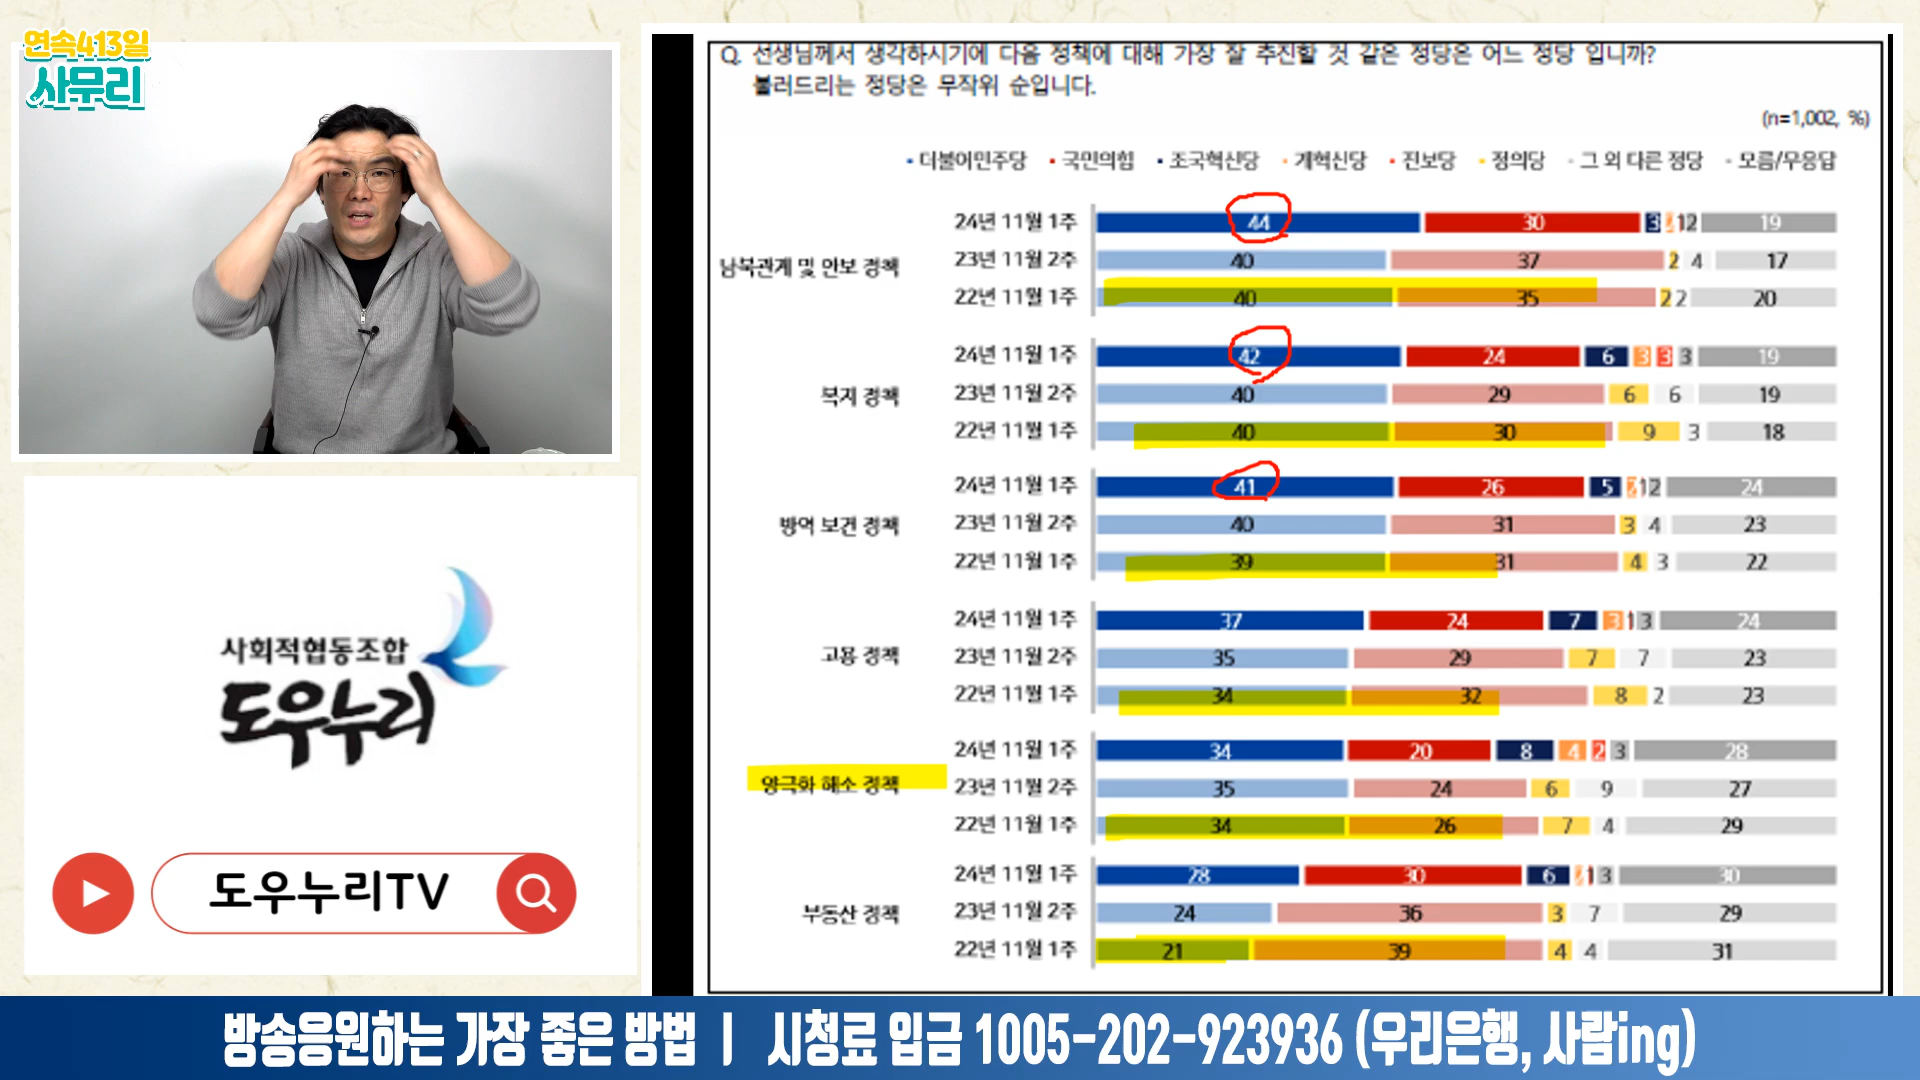 연속413일
사무리
Q. 선생님께서 생각하시기에 다음 정책에 대해 가장 잘 추진할 것 같은 정당은 어느 정당 입니까?
불러드리는 정당은 무작위 순입니다.
(n=1,002, %)
더불어민주당 국민의힘 조국혁신당 개혁신당 진보당 정의당 그 외 다른 정당 모름/무응답
남북관계 및 안보 정책
24년 11월 1주 44 30 3 2 1 2 19
23년 11월 2주 40 37 2 4 17
22년 11월 1주 40 35 2 2 20
복지 정책
24년 11월 1주 42 24 6 3 3 3 19
23년 11월 2주 40 29 6 6 19
22년 11월 1주 40 30 9 3 18
방역 보건 정책
24년 11월 1주 41 26 5 2 1 2 24
23년 11월 2주 40 31 3 4 23
22년 11월 1주 39 31 4 3 22
고용 정책
24년 11월 1주 37 24 7 3 1 3 24
23년 11월 2주 35 29 7 7 23
22년 11월 1주 34 32 8 2 23
양극화 해소 정책
24년 11월 1주 34 20 8 4 2 3 28
23년 11월 2주 35 24 6 9 27
22년 11월 1주 34 26 7 4 29
부동산 정책
24년 11월 1주 28 30 6 2 1 3 30
23년 11월 2주 24 36 3 7 29
22년 11월 1주 21 39 4 4 31
사회적협동조합
도우누리
도우누리TV
방송응원하는 가장 좋은 방법 | 시청료 입금 1005-202-923936 (우리은행, 사람ing)